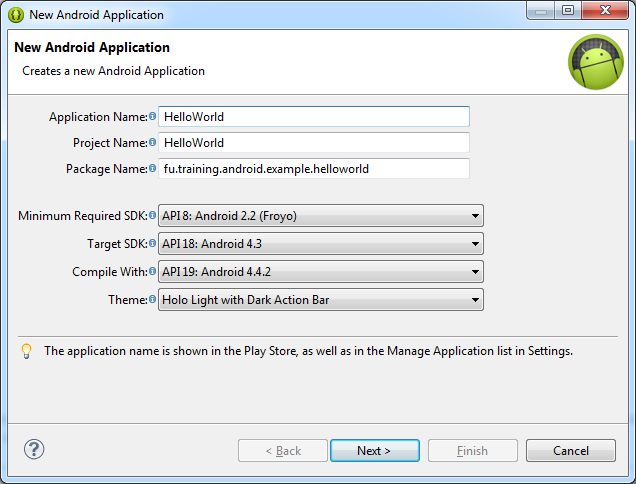 New Android Application
New Android Application
Creates a new Android Application
Application Name: HelloWorld
Project Name: HelloWorld
Package Name: fu.training.android.example.helloworld
Minimum Required SDK: API 8: Android 2.2 (Froyo)
Target SDK: API 18: Android 4.3
Compile With: API 19: Android 4.4.2
Theme: Holo Light with Dark Action Bar
The application name is shown in the Play Store, as well as in the Manage Application list in Settings.
? < Back Next > Finish Cancel